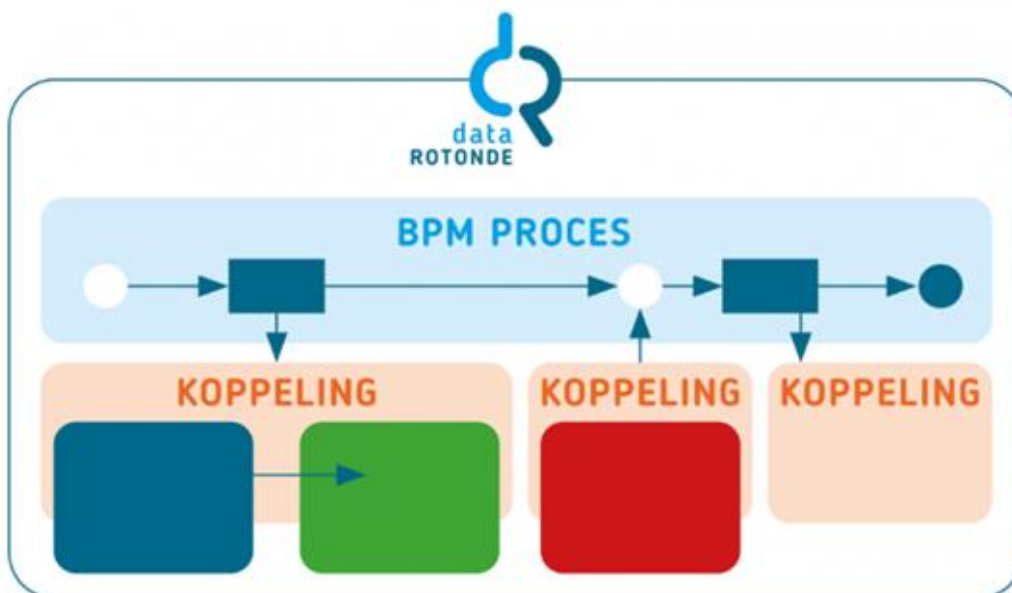 data
ROTONDE
BPM PROCES
KOPPELING
KOPPELING
KOPPELING